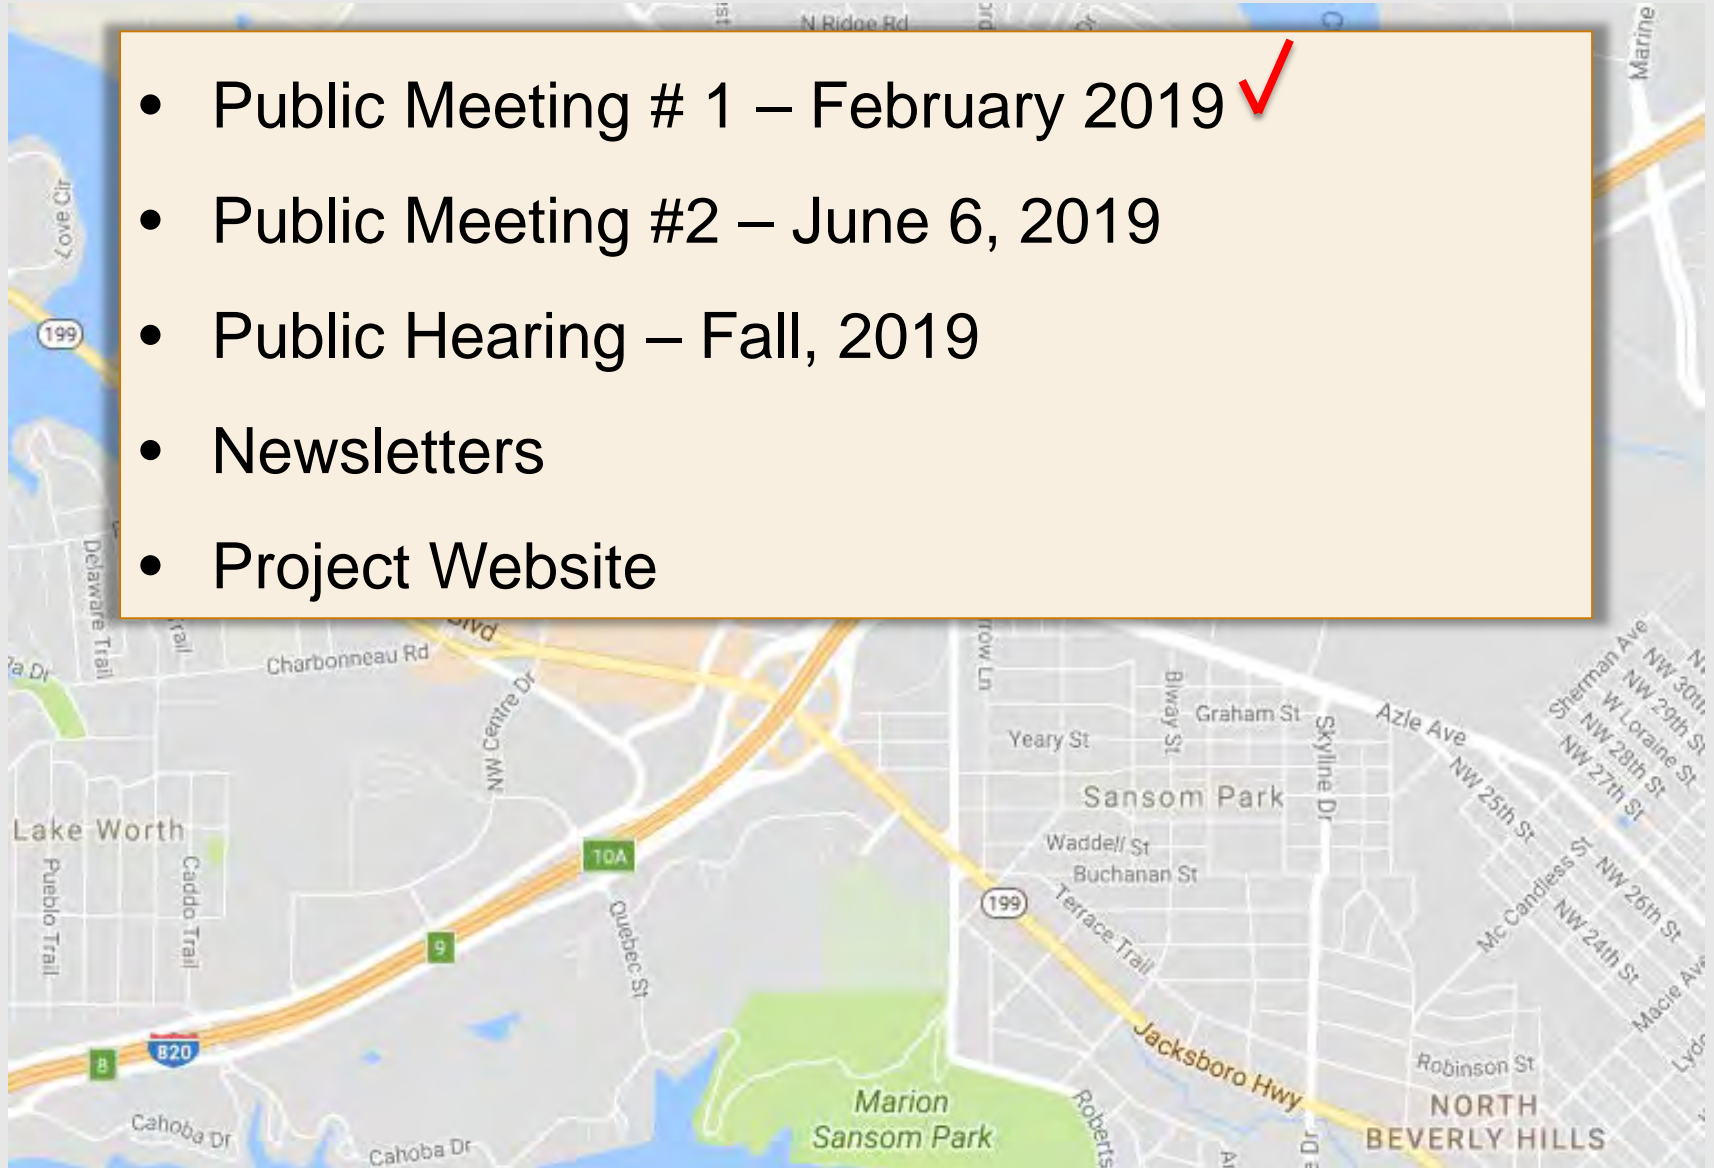 N Ridge Rd
Marine
• Public Meeting # 1 – February 2019 ✓
• Public Meeting #2 – June 6, 2019
• Public Hearing – Fall, 2019
• Newsletters
• Project Website
Love Cir
199
Delaware Trail
Trail
Blvd
Charbonneau Rd
NW Centre Dr
Biway St
Graham St
Yeary St
Skyline Dr
Azle Ave
Sherman Ave
NW 30th
NW 29th St
W Loraine St
NW 28th St
NW 27th St
NW 25th St
Sansom Park
Lake Worth
10A
Waddell St
Buchanan St
Pueblo Trail
Caddo Trail
Quebec St
9
199
Terrace Trail
Mc Candless St
NW 26th St
NW 24th St
Macie Ave
8
820
Jacksboro Hwy
Robinson St
Marion
Sansom Park
Roberts
NORTH
BEVERLY HILLS
Cahoba Dr
Cahoba Dr